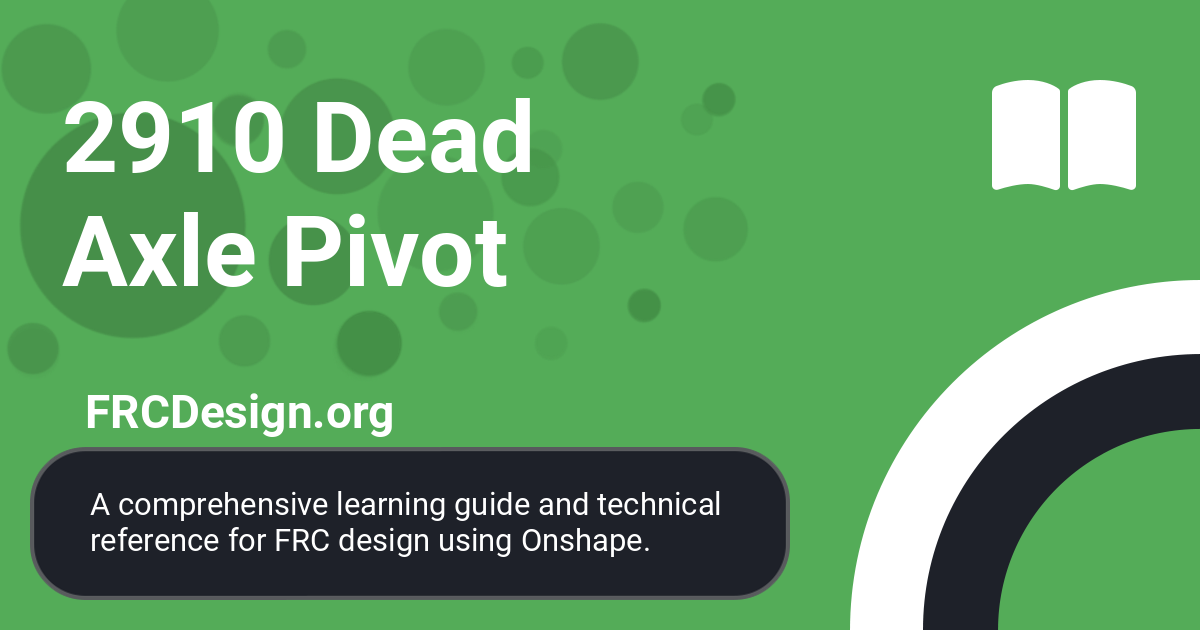 2910 Dead
Axle Pivot
FRCDesign.org
A comprehensive learning guide and technical
reference for FRC design using Onshape.